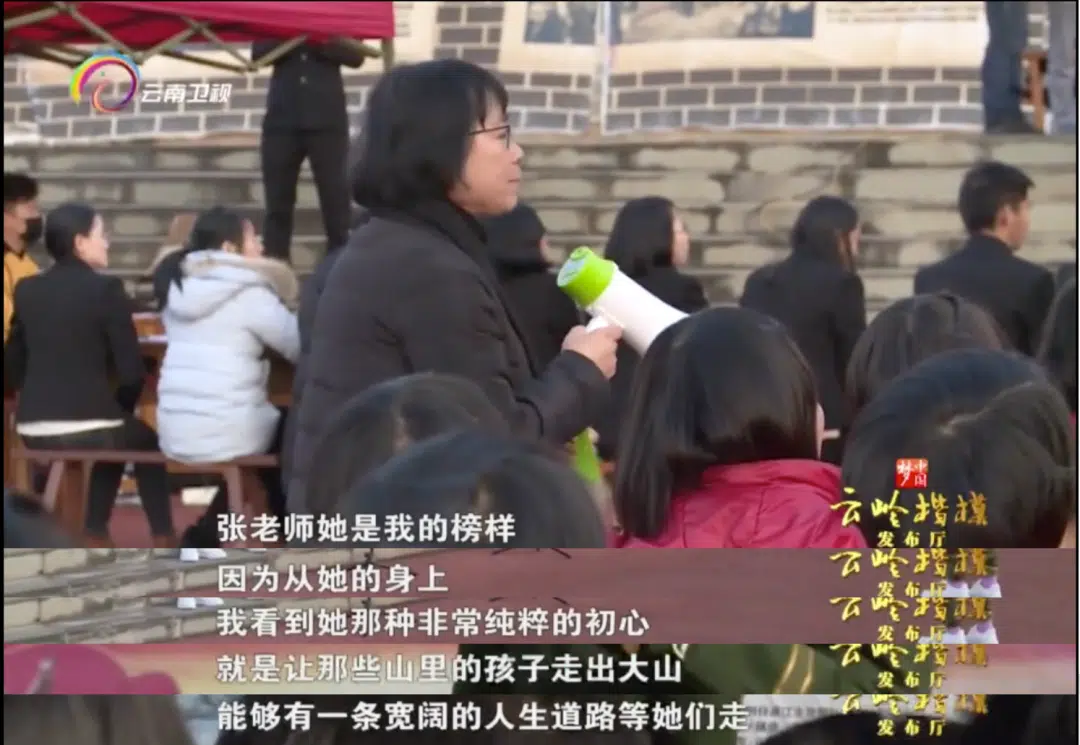 云南卫视
中国梦
云岭楷模
发布厅
张老师她是我的榜样
云岭楷模
发布厅
因为从她的身上
云岭楷模
发布厅
我看到她那种非常纯粹的初心
云岭楷模
发布厅
就是让那些山里的孩子走出大山
云岭楷模
发布厅
能够有一条宽阔的人生道路等她们走